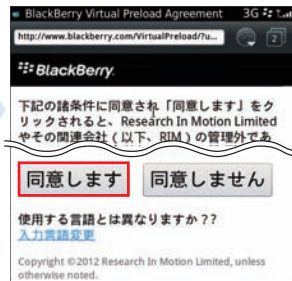 BlackBerry Virtual Preload Agreement 3G
http://www.blackberry.com/VirtualPreload/?u...
2
BlackBerry.
下記の諸条件に同意され「同意します」をク
リックされると、Research In Motion Limited
やその関連会社(以下、RIM)の管理外であ
同意します 同意しません
使用する言語とは異なりますか??
入力言語変更
Copyright ©2012 Research In Motion Limited, unless
otherwise noted.